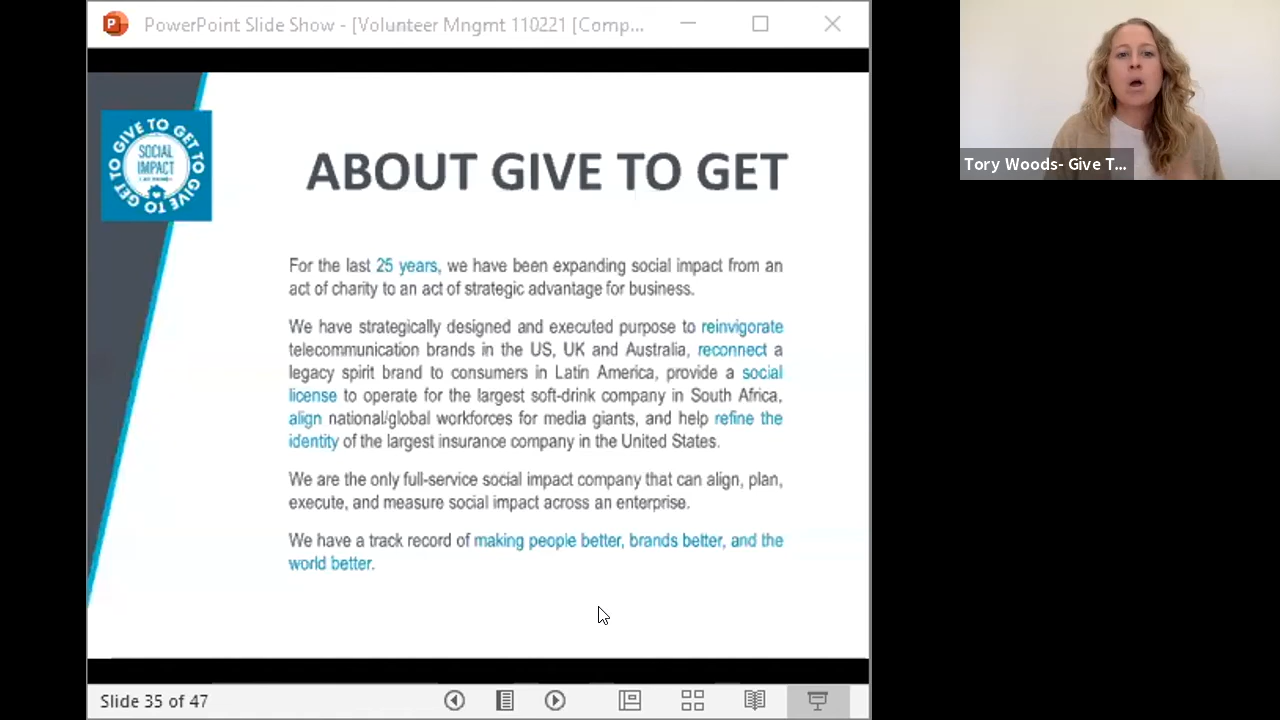 PowerPoint Slide Show - [Volunteer Mngmt 110221 [Comp...
GIVE TO GET TO GIVE TO GET TO
SOCIAL
IMPACT
ABOUT GIVE TO GET
For the last 25 years, we have been expanding social impact from an
act of charity to an act of strategic advantage for business.
We have strategically designed and executed purpose to reinvigorate
telecommunication brands in the US, UK and Australia, reconnect a
legacy spirit brand to consumers in Latin America, provide a social
license to operate for the largest soft-drink company in South Africa,
align national/global workforces for media giants, and help refine the
identity of the largest insurance company in the United States.
We are the only full-service social impact company that can align, plan,
execute, and measure social impact across an enterprise.
We have a track record of making people better, brands better, and the
world better.
Slide 35 of 47
Tory Woods- Give T...